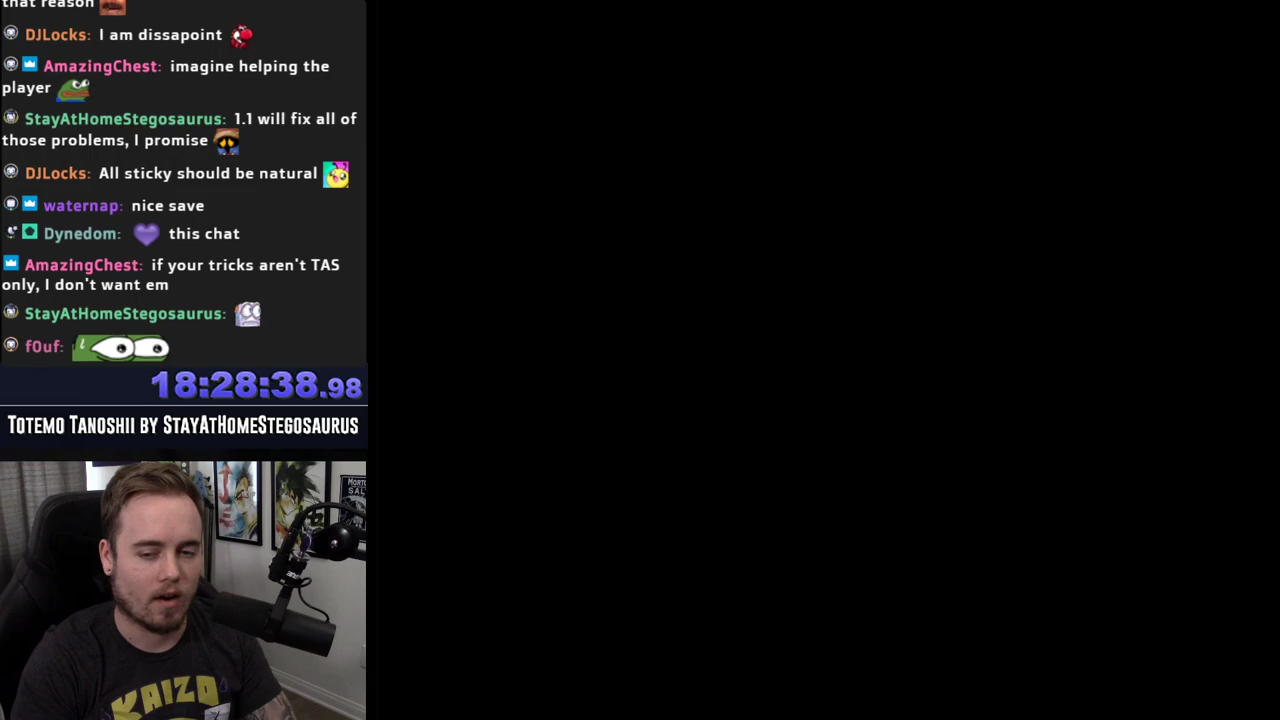 that reason
DJLocks: I am dissapoint
AmazingChest: imagine helping the
player
StayAtHomeStegosaurus: 1.1 will fix all of
those problems, I promise
DJLocks: All sticky should be natural
waternap: nice save
Dynedom: this chat
AmazingChest: if your tricks aren't TAS
only, I don't want em
StayAtHomeStegosaurus:
f0uf:
18:28:38.98
TOTEMO TANOSHII BY STAYATHOMESTEGOSAURUS
MORTON
SALT
KAIZO